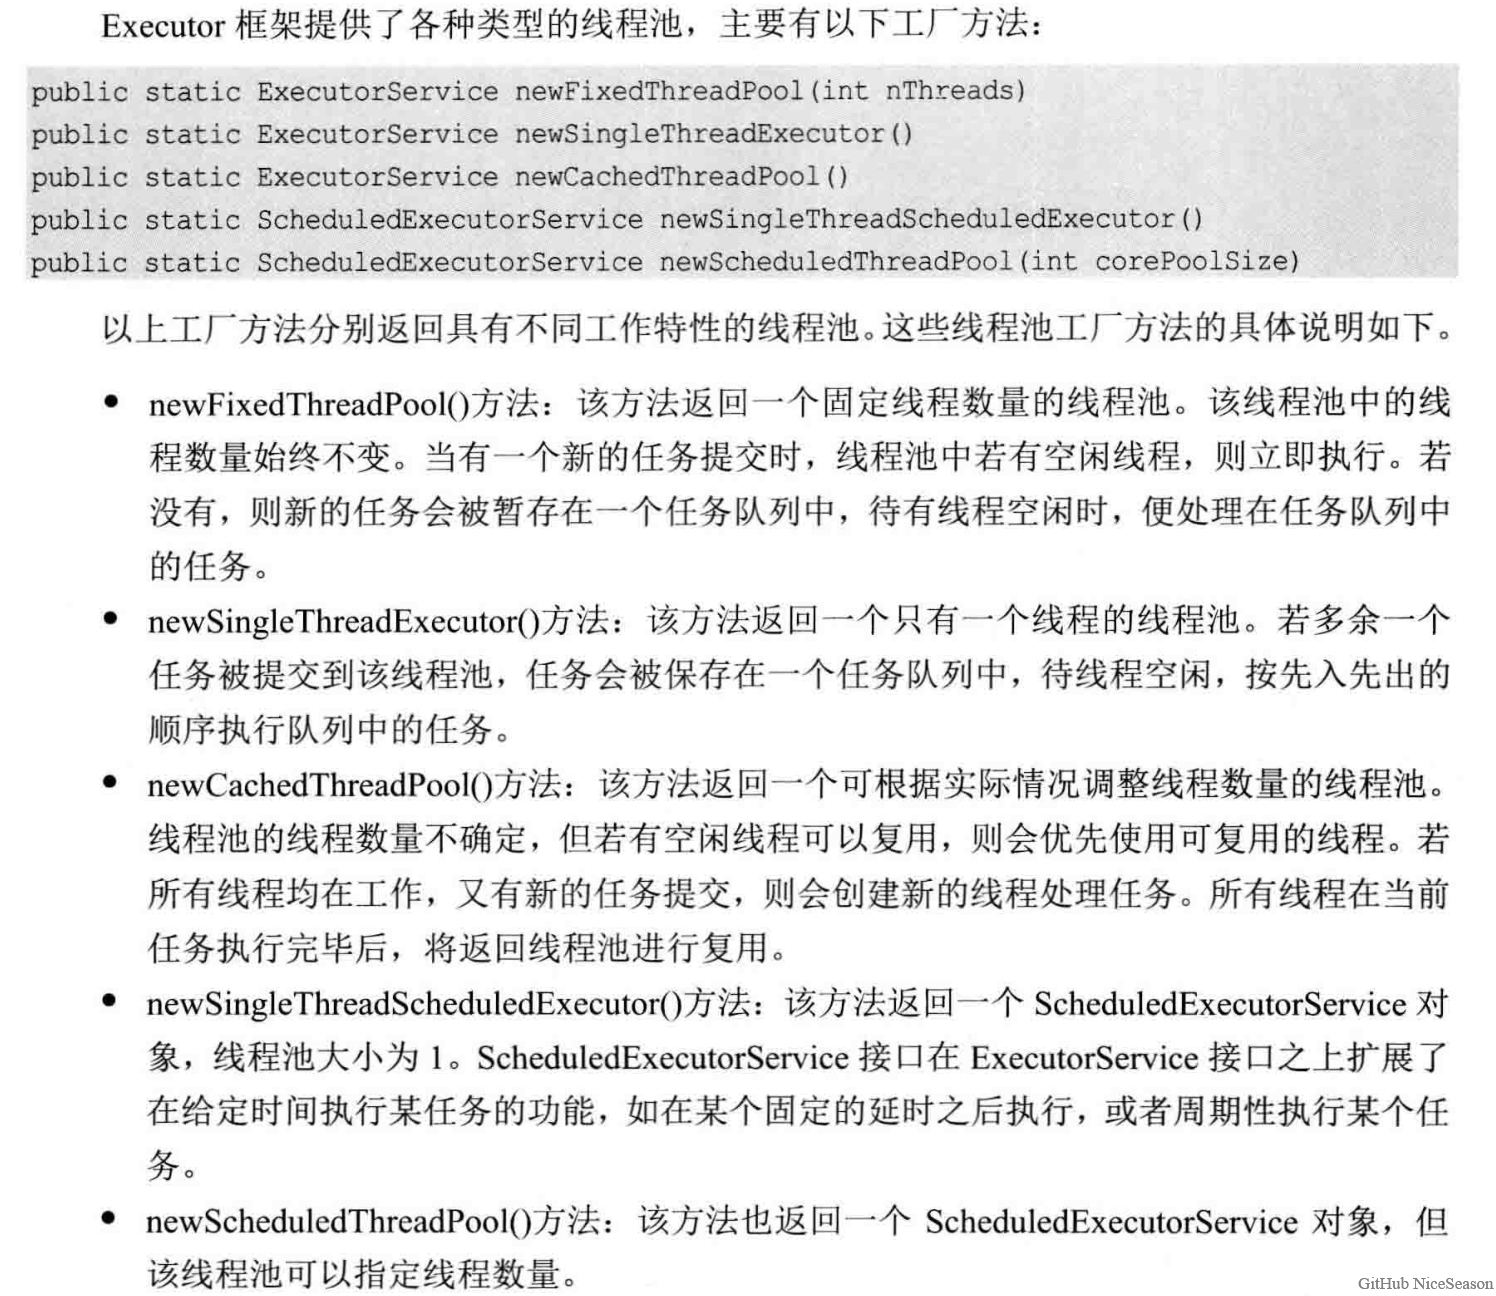 Executor 框架提供了各种类型的线程池，主要有以下工厂方法：
public static ExecutorService newFixedThreadPool(int nThreads)
public static ExecutorService newSingleThreadExecutor()
public static ExecutorService newCachedThreadPool()
public static ScheduledExecutorService newSingleThreadScheduledExecutor()
public static ScheduledExecutorService newScheduledThreadPool(int corePoolSize)
以上工厂方法分别返回具有不同工作特性的线程池。这些线程池工厂方法的具体说明如下。
● newFixedThreadPool()方法：该方法返回一个固定线程数量的线程池。该线程池中的线
程数量始终不变。当有一个新的任务提交时，线程池中若有空闲线程，则立即执行。若
没有，则新的任务会被暂存在一个任务队列中，待有线程空闲时，便处理在任务队列中
的任务。
● newSingleThreadExecutor()方法：该方法返回一个只有一个线程的线程池。若多余一个
任务被提交到该线程池，任务会被保存在一个任务队列中，待线程空闲，按先入先出的
顺序执行队列中的任务。
● newCachedThreadPool()方法：该方法返回一个可根据实际情况调整线程数量的线程池。
线程池的线程数量不确定，但若有空闲线程可以复用，则会优先使用可复用的线程。若
所有线程均在工作，又有新的任务提交，则会创建新的线程处理任务。所有线程在当前
任务执行完毕后，将返回线程池进行复用。
● newSingleThreadScheduledExecutor()方法：该方法返回一个 ScheduledExecutorService 对
象，线程池大小为 1。ScheduledExecutorService 接口在 ExecutorService 接口之上扩展了
在给定时间执行某任务的功能，如在某个固定的延时之后执行，或者周期性执行某个任
务。
● newScheduledThreadPool()方法：该方法也返回一个 ScheduledExecutorService 对象，但
该线程池可以指定线程数量。
GitHub NiceSeason